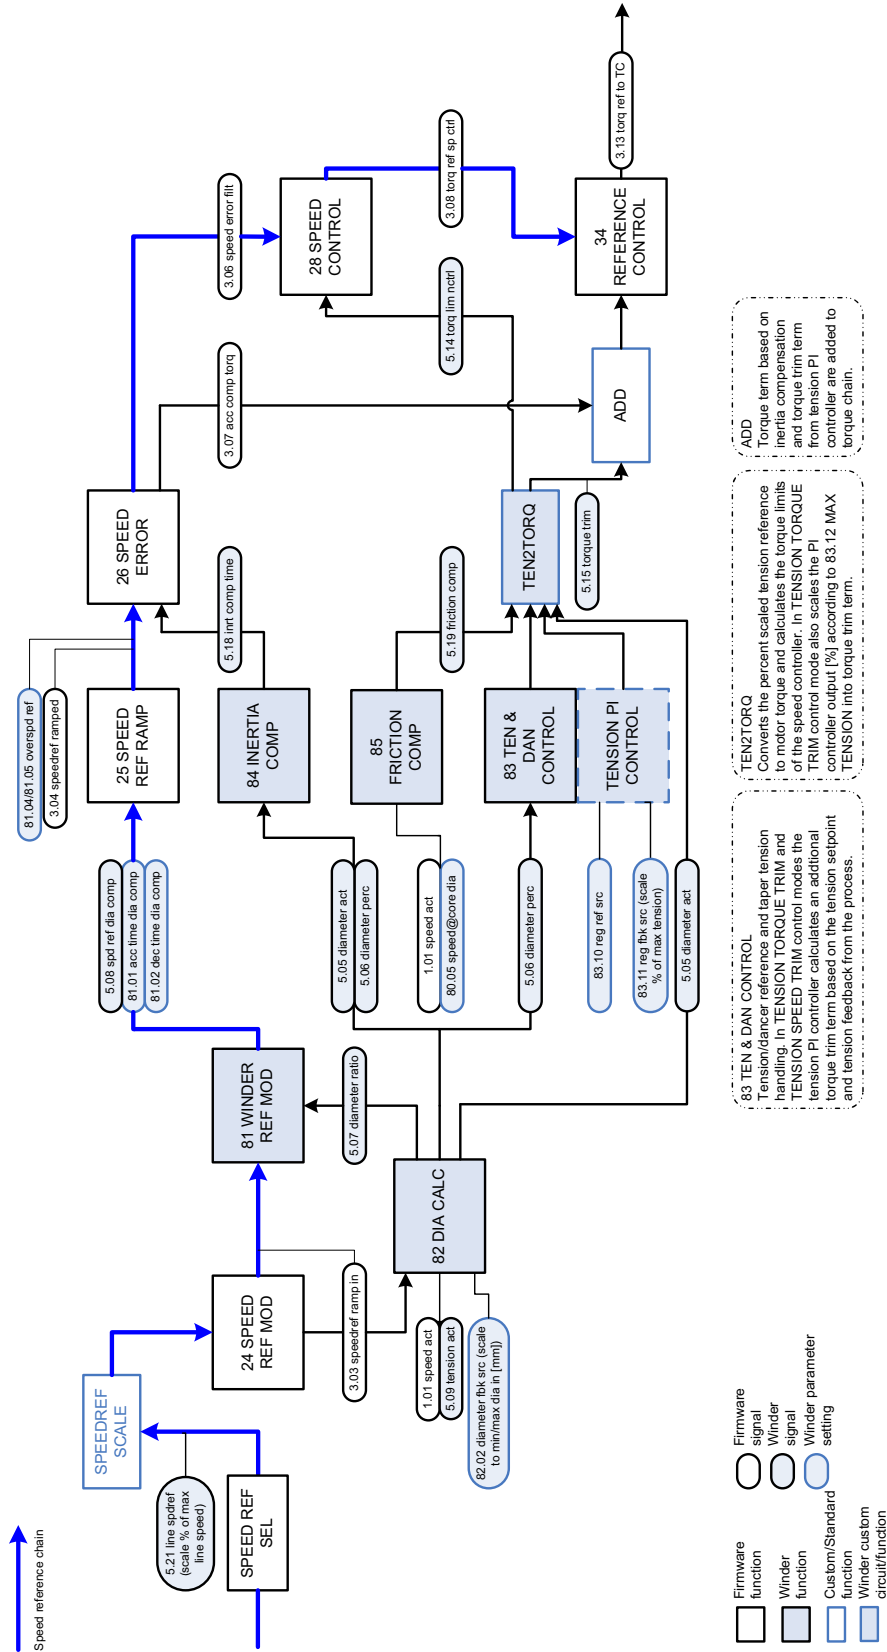 Speed reference chain
5.21 line spdref
(scale % of max
line speed)
SPEED REF
SEL
SPEEDREF
SCALE
24 SPEED
REF MOD
3.03 speedref ramp in
1.01 speed act
5.09 tension act
82.02 diameter fbk src (scale
to min/max dia in [mm])
82 DIA CALC
81 WINDER
REF MOD
5.07 diameter ratio
5.08 spd ref dia comp
81.01 acc time dia comp
81.02 dec time dia comp
5.05 diameter act
5.06 diameter perc
1.01 speed act
80.05 speed@core dia
5.06 diameter perc
83.10 reg ref src
83.11 reg fbk src (scale
% of max tension)
5.05 diameter act
81.04/81.05 overspd ref
3.04 speedref ramped
25 SPEED
REF RAMP
84 INERTIA
COMP
85
FRICTION
COMP
83 TEN &
DAN
CONTROL
TENSION PI
CONTROL
26 SPEED
ERROR
5.18 inrt comp time
5.19 friction comp
TEN2TORQ
5.15 torque trim
3.07 acc comp torq
ADD
3.06 speed error filt
5.14 torq lim nctrl
28 SPEED
CONTROL
3.08 torq ref sp ctrl
34
REFERENCE
CONTROL
3.13 torq ref to TC
Firmware
function
Winder
function
Custom/Standard
function
Winder custom
circuit/function
Firmware
signal
Winder
signal
Winder parameter
setting
83 TEN & DAN CONTROL
Tension/dancer reference and taper tension
handling. In TENSION TORQUE TRIM and
TENSION SPEED TRIM control modes the
tension PI controller calculates an additional
torque trim term based on the tension setpoint
and tension feedback from the process.
TEN2TORQ
Converts the percent scaled tension reference
to motor torque and calculates the torque limits
of the speed controller. In TENSION TORQUE
TRIM control mode also scales the PI
controller output [%] according to 83.12 MAX
TENSION into torque trim term.
ADD
Torque term based on
inertia compensation
and torque trim term
from tension PI
controller are added to
torque chain.